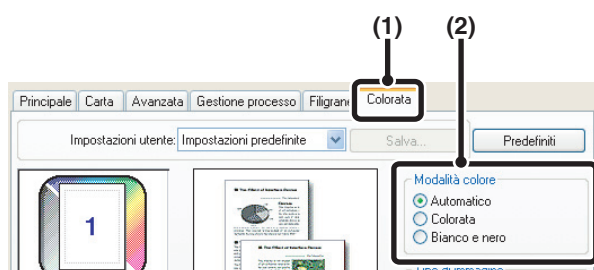 (1) (2)
Principale Carta Avanzata Gestione processo Filigrane Colorata
Impostazioni utente: Impostazioni predefinite Salva... Predefiniti
Modalità colore
Automatico
Colorata
Bianco e nero
1